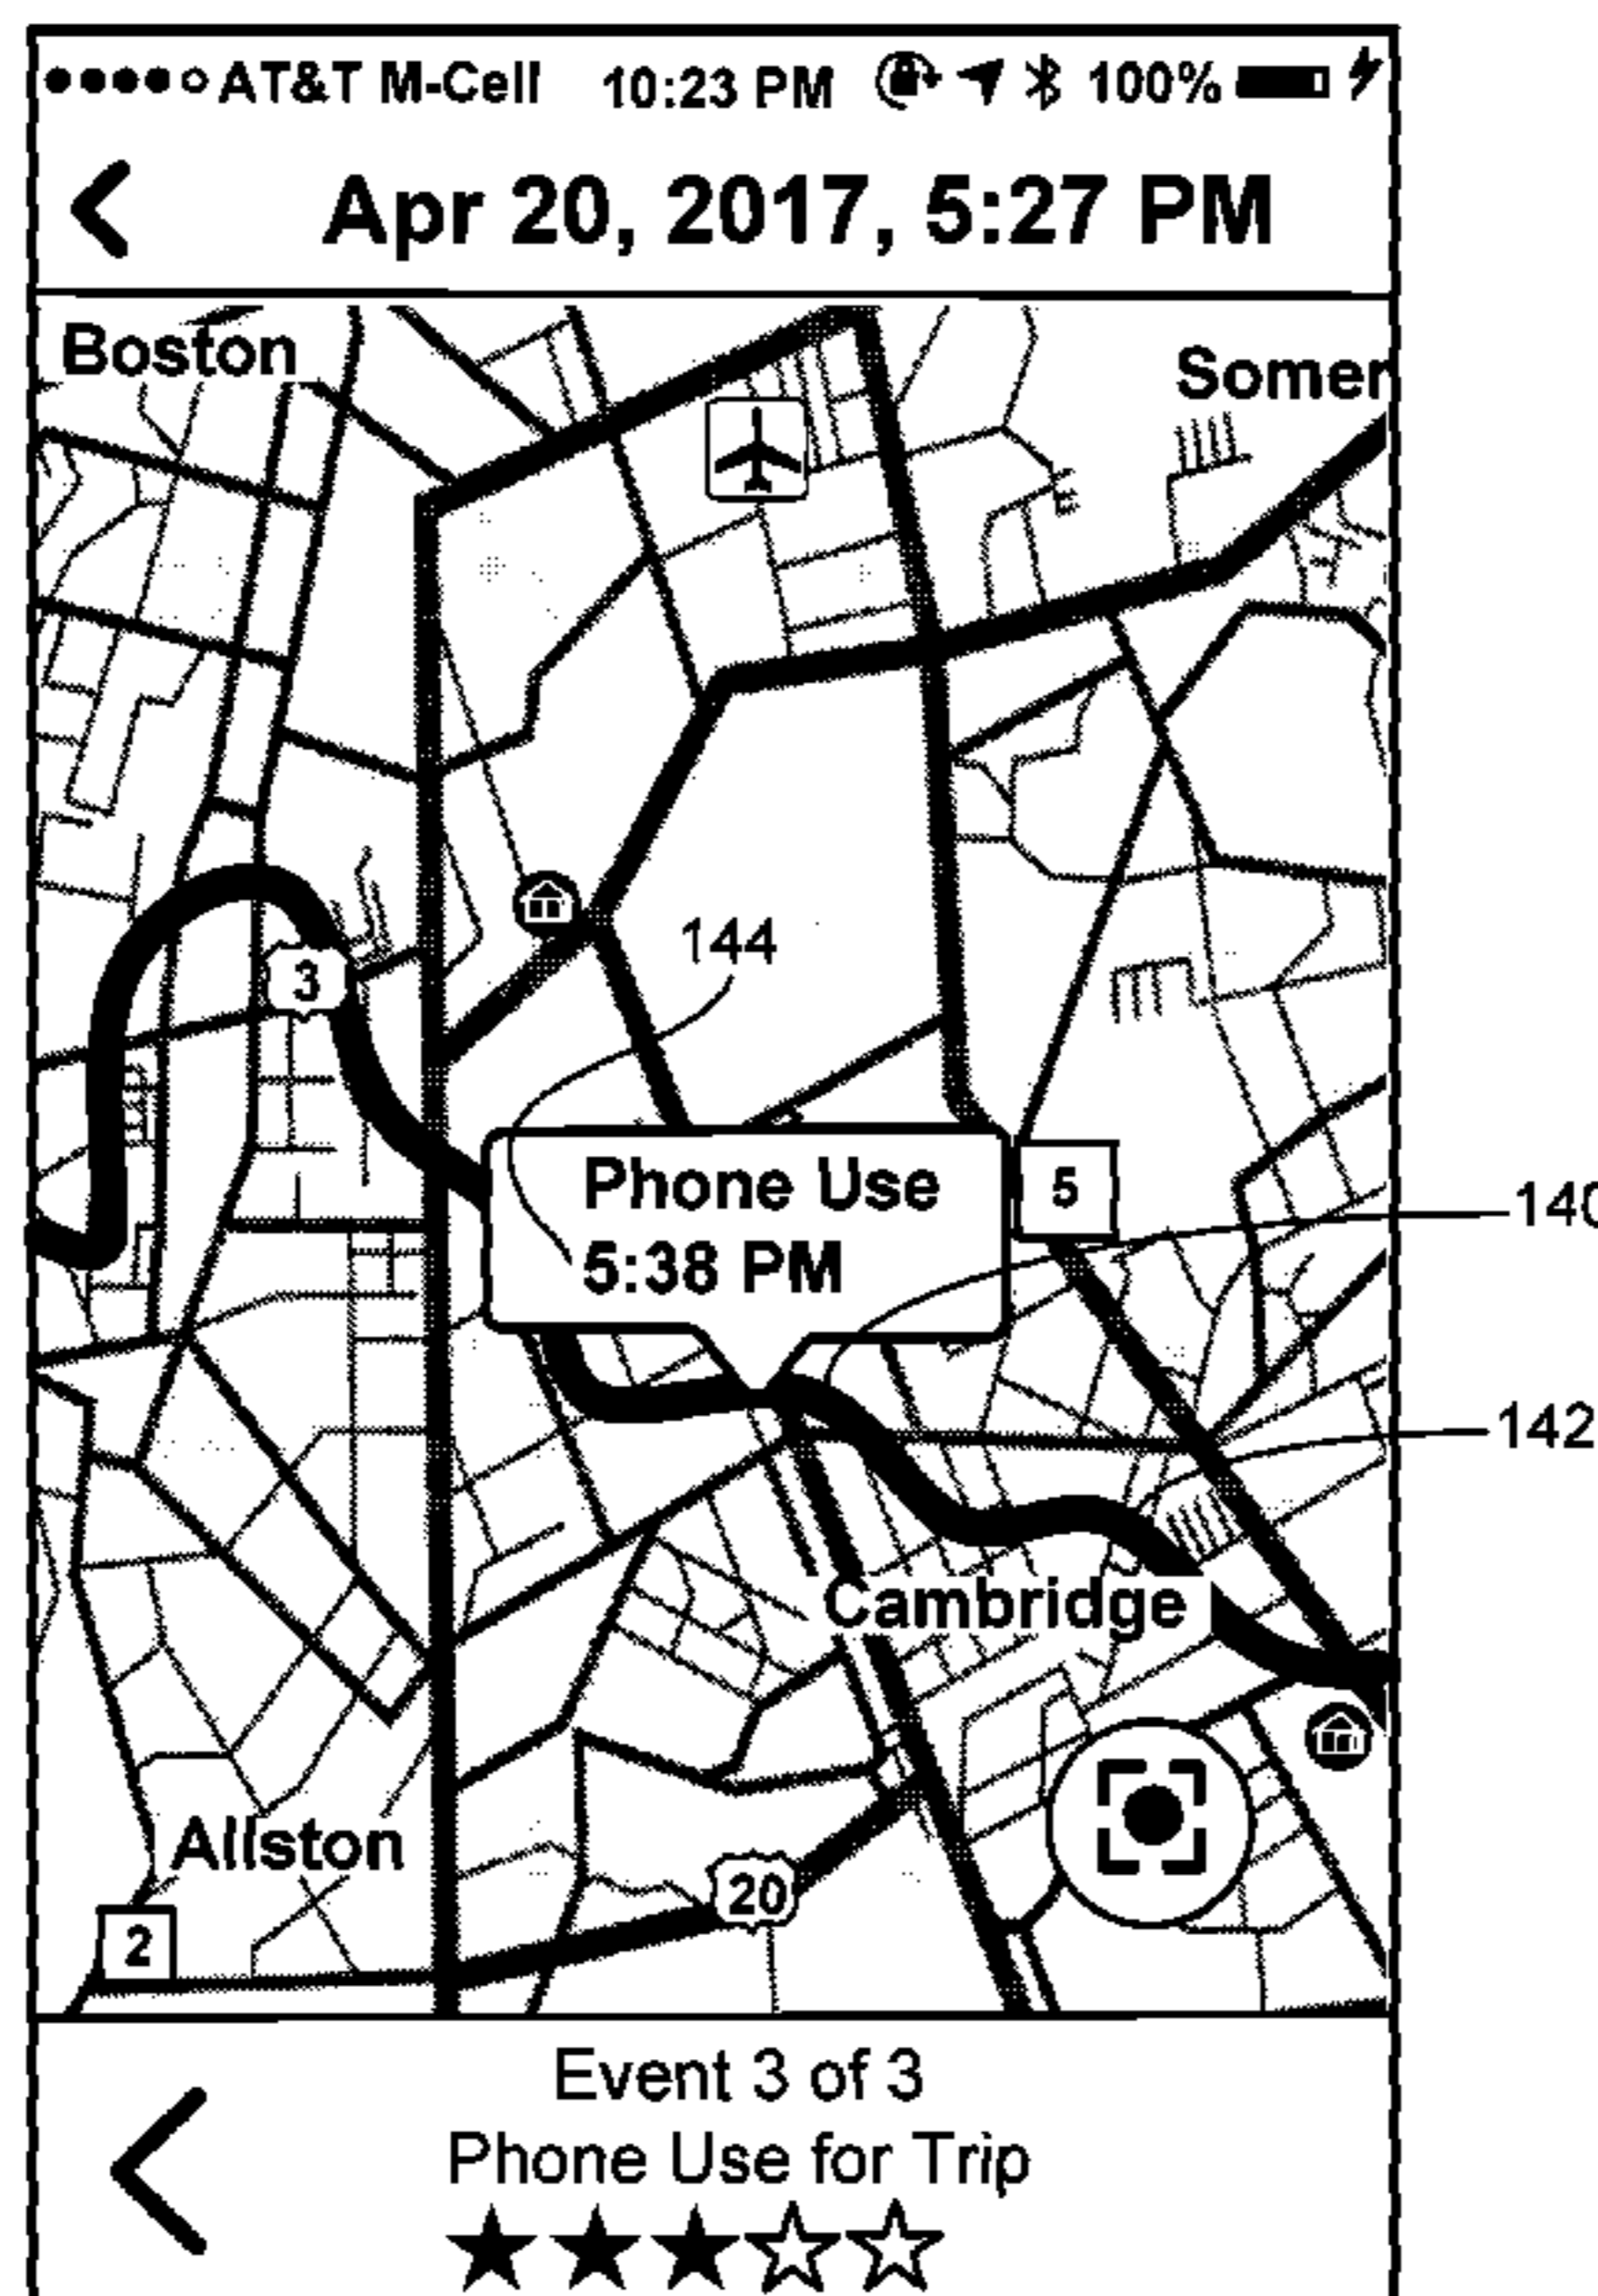 AT&T M-Cell 10:23 PM 100%
Apr 20, 2017, 5:27 PM
Boston
Somer
3
144
Phone Use
5:38 PM
5
140
142
Cambridge
Allston
20
2
Event 3 of 3
Phone Use for Trip